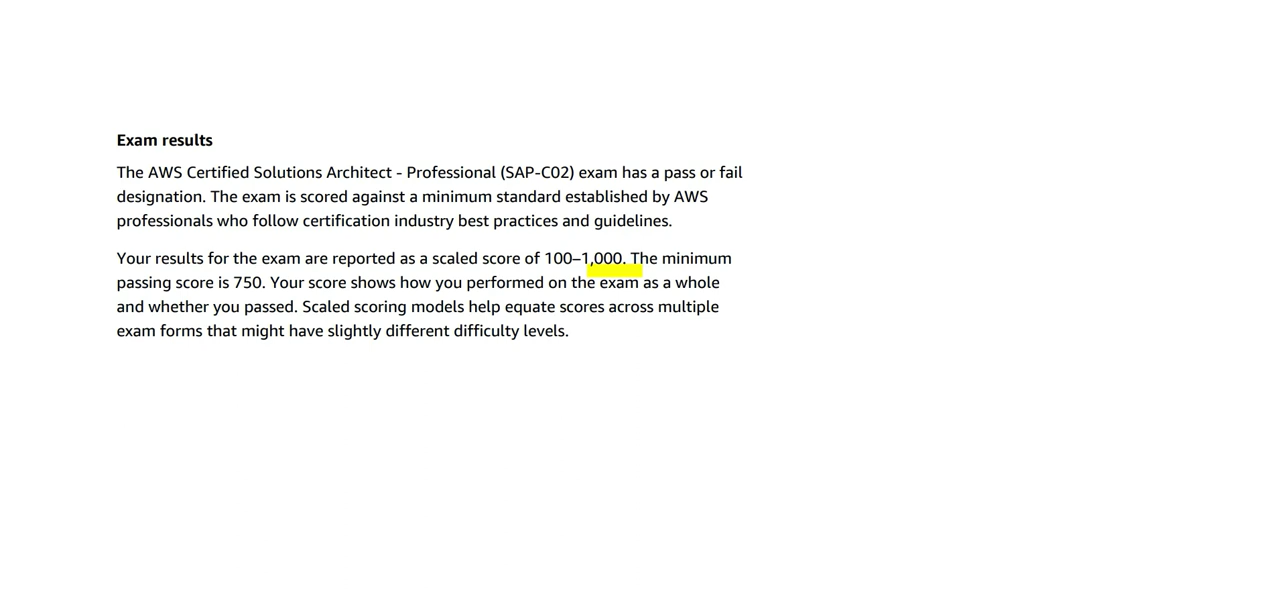 Exam results
The AWS Certified Solutions Architect - Professional (SAP-C02) exam has a pass or fail
designation. The exam is scored against a minimum standard established by AWS
professionals who follow certification industry best practices and guidelines.
Your results for the exam are reported as a scaled score of 100–1,000. The minimum
passing score is 750. Your score shows how you performed on the exam as a whole
and whether you passed. Scaled scoring models help equate scores across multiple
exam forms that might have slightly different difficulty levels.